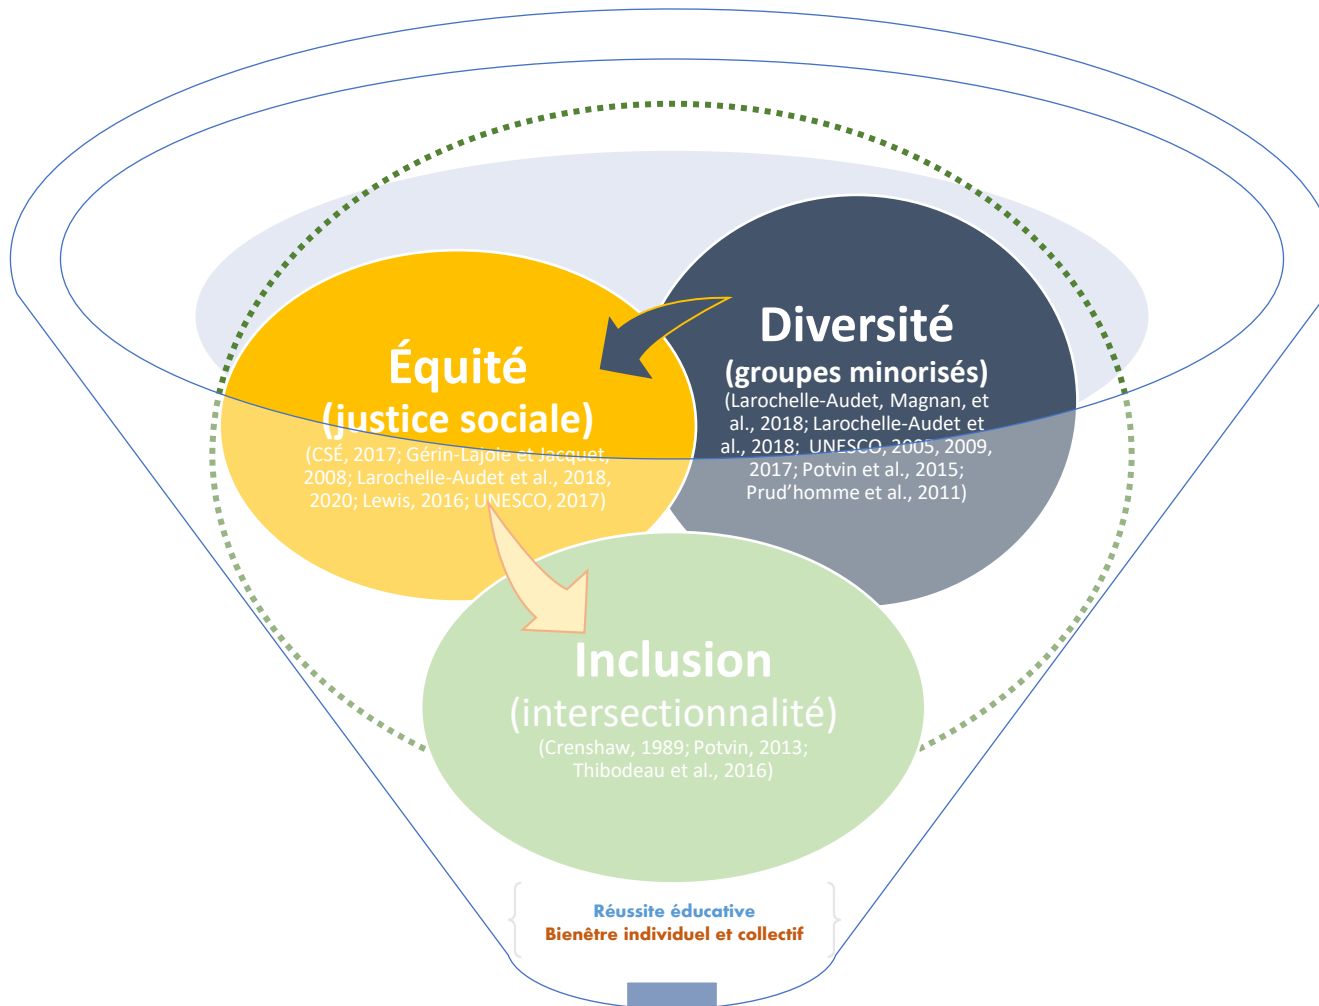 Équité
(justice sociale)
(CSÉ, 2017; Gérin-Lajoie et Jacquet,
2008; Larochelle-Audet et al., 2018,
2020; Lewis, 2016; UNESCO, 2017)
Diversité
(groupes minorisés)
(Larochelle-Audet, Magnan, et
al., 2018; Larochelle-Audet et
al., 2018; UNESCO, 2005, 2009,
2017; Potvin et al., 2015;
Prud’homme et al., 2011)
Inclusion
(intersectionnalité)
(Crenshaw, 1989; Potvin, 2013;
Thibodeau et al., 2016)
Réussite éducative
Bienêtre individuel et collectif